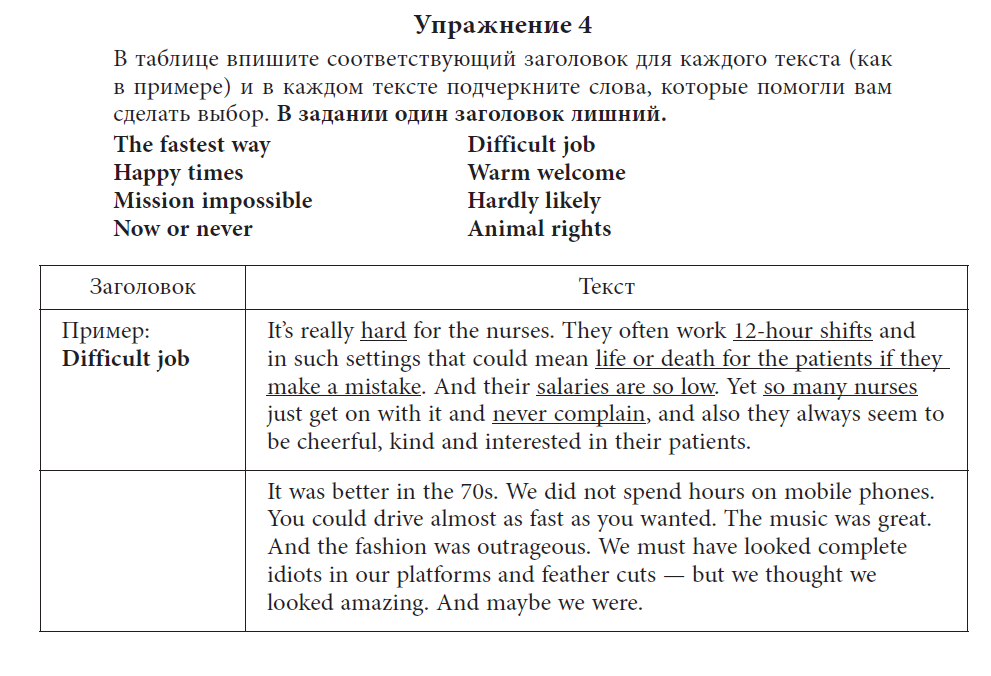 Упражнение 4
В таблице впишите соответствующий заголовок для каждого текста (как
в примере) и в каждом тексте подчеркните слова, которые помогли вам
сделать выбор. В задании один заголовок лишний.
The fastest way
Happy times
Mission impossible
Now or never
Difficult job
Warm welcome
Hardly likely
Animal rights
Заголовок
Текст
Пример:
Difficult job
It’s really hard for the nurses. They often work 12-hour shifts and
in such settings that could mean life or death for the patients if they
make a mistake. And their salaries are so low. Yet so many nurses
just get on with it and never complain, and also they always seem to
be cheerful, kind and interested in their patients.
It was better in the 70s. We did not spend hours on mobile phones.
You could drive almost as fast as you wanted. The music was great.
And the fashion was outrageous. We must have looked complete
idiots in our platforms and feather cuts — but we thought we
looked amazing. And maybe we were.